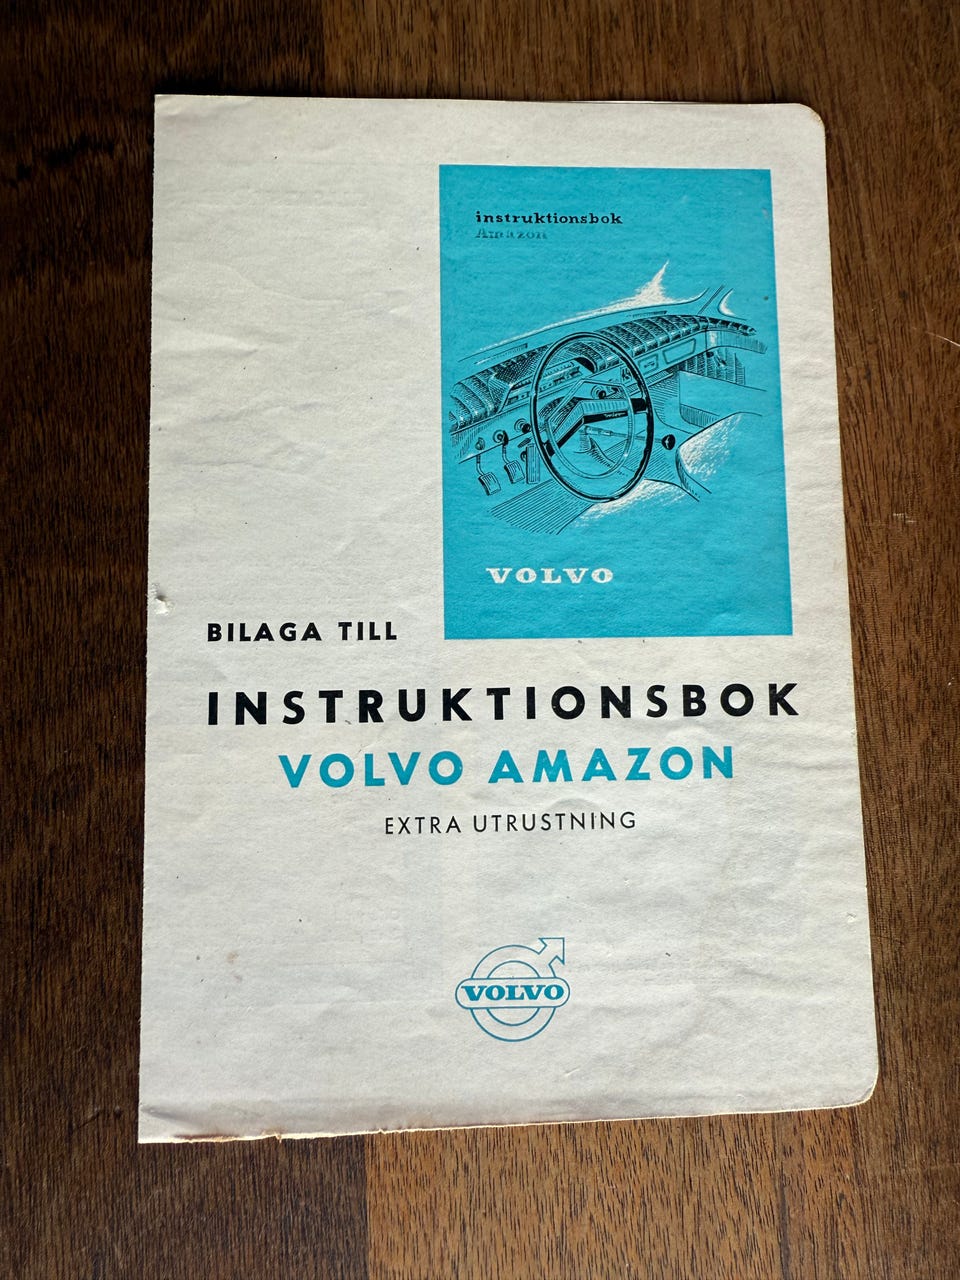 instruktionsbok
Amazon
VOLVO
BILAGA TILL
INSTRUKTIONSBOK
VOLVO AMAZON
EXTRA UTRUSTNING
VOLVO